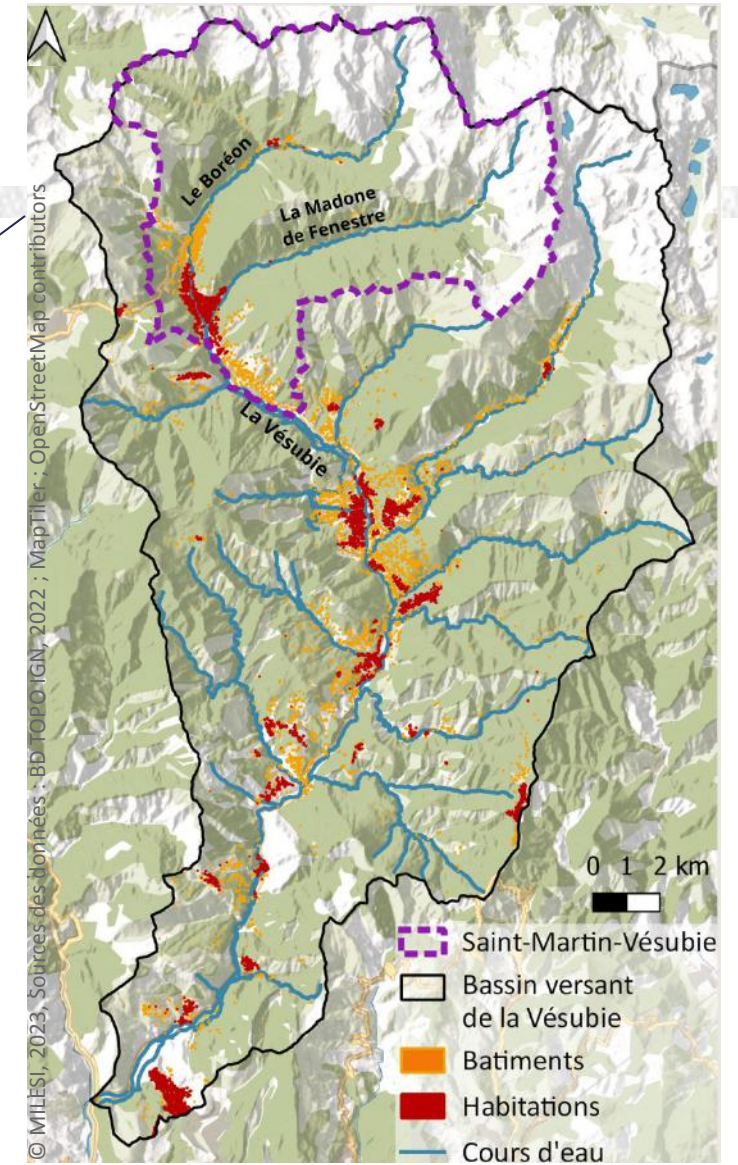 Le Boréon
La Madone
de Fenestre
La Vésubie
0 1 2 km
Saint-Martin-Vésubie
Bassin versant
de la Vésubie
Batiments
Habitations
Cours d'eau
© MILESI, 2023, Sources des données : BD TOPO IGN, 2022 ; MapTiler ; OpenStreetMap contributors